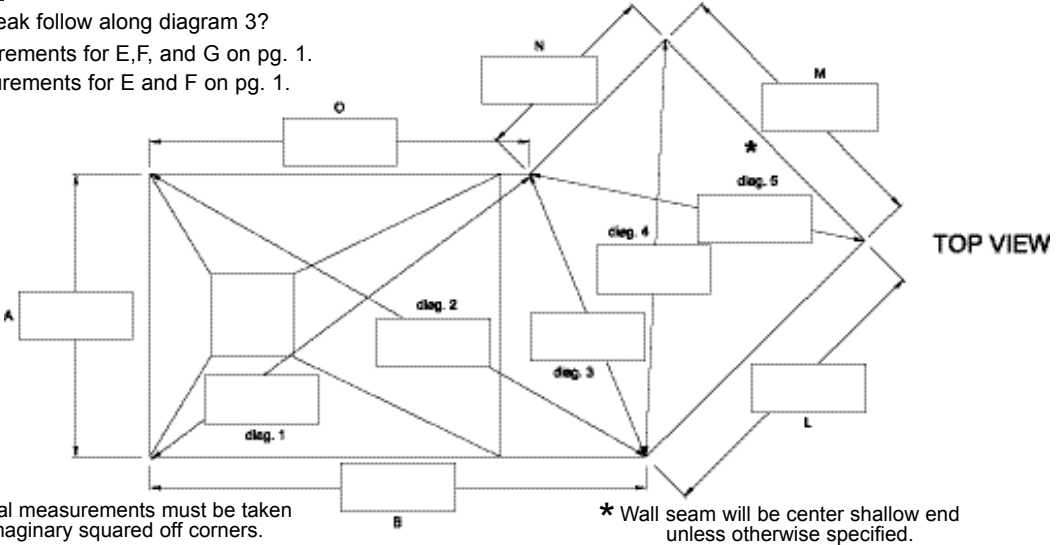 eak follow along diagram 3?
rements for E,F, and G on pg. 1.
urements for E and F on pg. 1.
N
M
O
*
diag. 5
diag. 4
TOP VIEW
A
diag. 2
diag. 3
diag. 1
L
B
al measurements must be taken
maginary squared off corners.
* Wall seam will be center shallow end
unless otherwise specified.